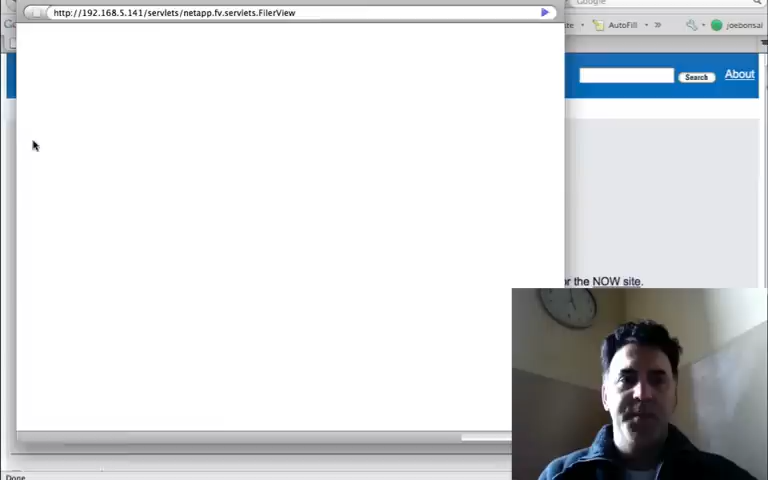 http://192.168.5.141/servlets/netapp.fv.servlets.FilerView
Google
AutoFill
joebonsai
Search
About
or the NOW site.
Done